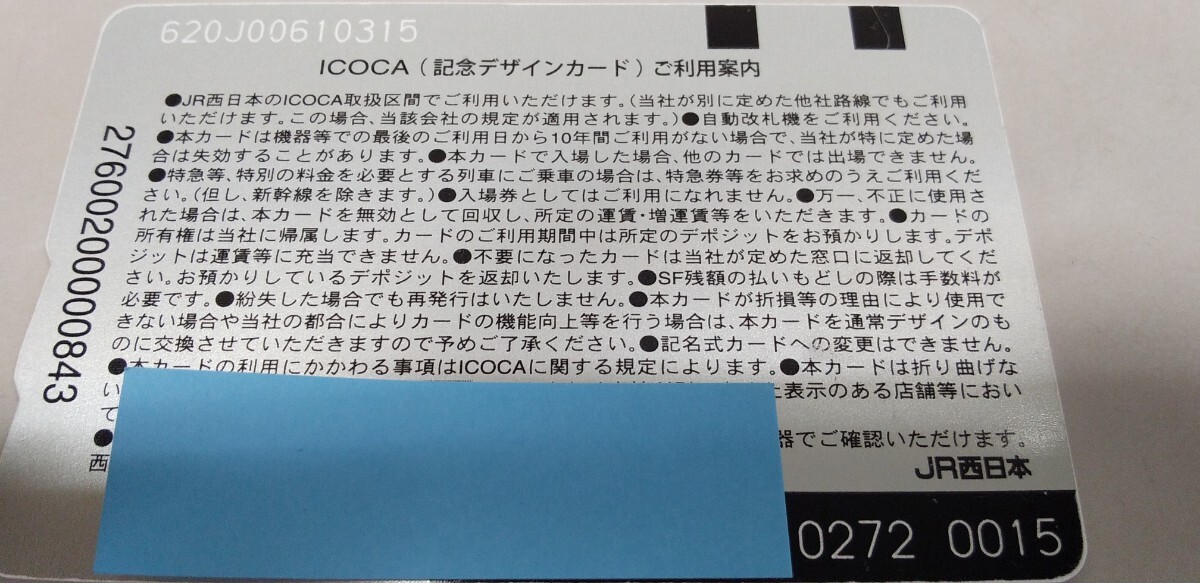 620J00610315
ICOCA（記念デザインカード）ご利用案内
●JR西日本のICOCA取扱区間でご利用いただけます。（当社が別に定めた他社路線でもご利用
いただけます。この場合、当該会社の規定が適用されます。）●自動改札機をご利用ください。
●本カードは機器等での最後のご利用日から10年間ご利用がない場合で、当社が特に定めた場
合は失効することがあります。●本カードで入場した場合、他のカードでは出場できません。
●特急等、特別の料金を必要とする列車にご乗車の場合は、特急券等をお求めのうえご利用くだ
さい。（但し、新幹線を除きます。）●入場券としてはご利用になれません。●万一、不正に使用さ
れた場合は、本カードを無効として回収し、所定の運賃・増運賃等をいただきます。●カードの
所有権は当社に帰属します。カードのご利用期間中は所定のデポジットをお預かりします。デポ
ジットは運賃等に充当できません。●不要になったカードは当社が定めた窓口に返却してくだ
さい。お預かりしているデポジットを返却いたします。●SF残額の払いもどしの際は手数料が
必要です。●紛失した場合でも再発行はいたしません。●本カードが折損等の理由により使用で
きない場合や当社の都合によりカードの機能向上等を行う場合は、本カードを通常デザインのも
のに交換させていただきますので予めご了承ください。●記名式カードへの変更はできません。
●本カードの利用にかかわる事項はICOCAに関する規定によります。●本カードは折り曲げな
い
た表示のある店舗等におい
て
●
器でご確認いただけます。
西
JR西日本
0272 0015
2760020000000843